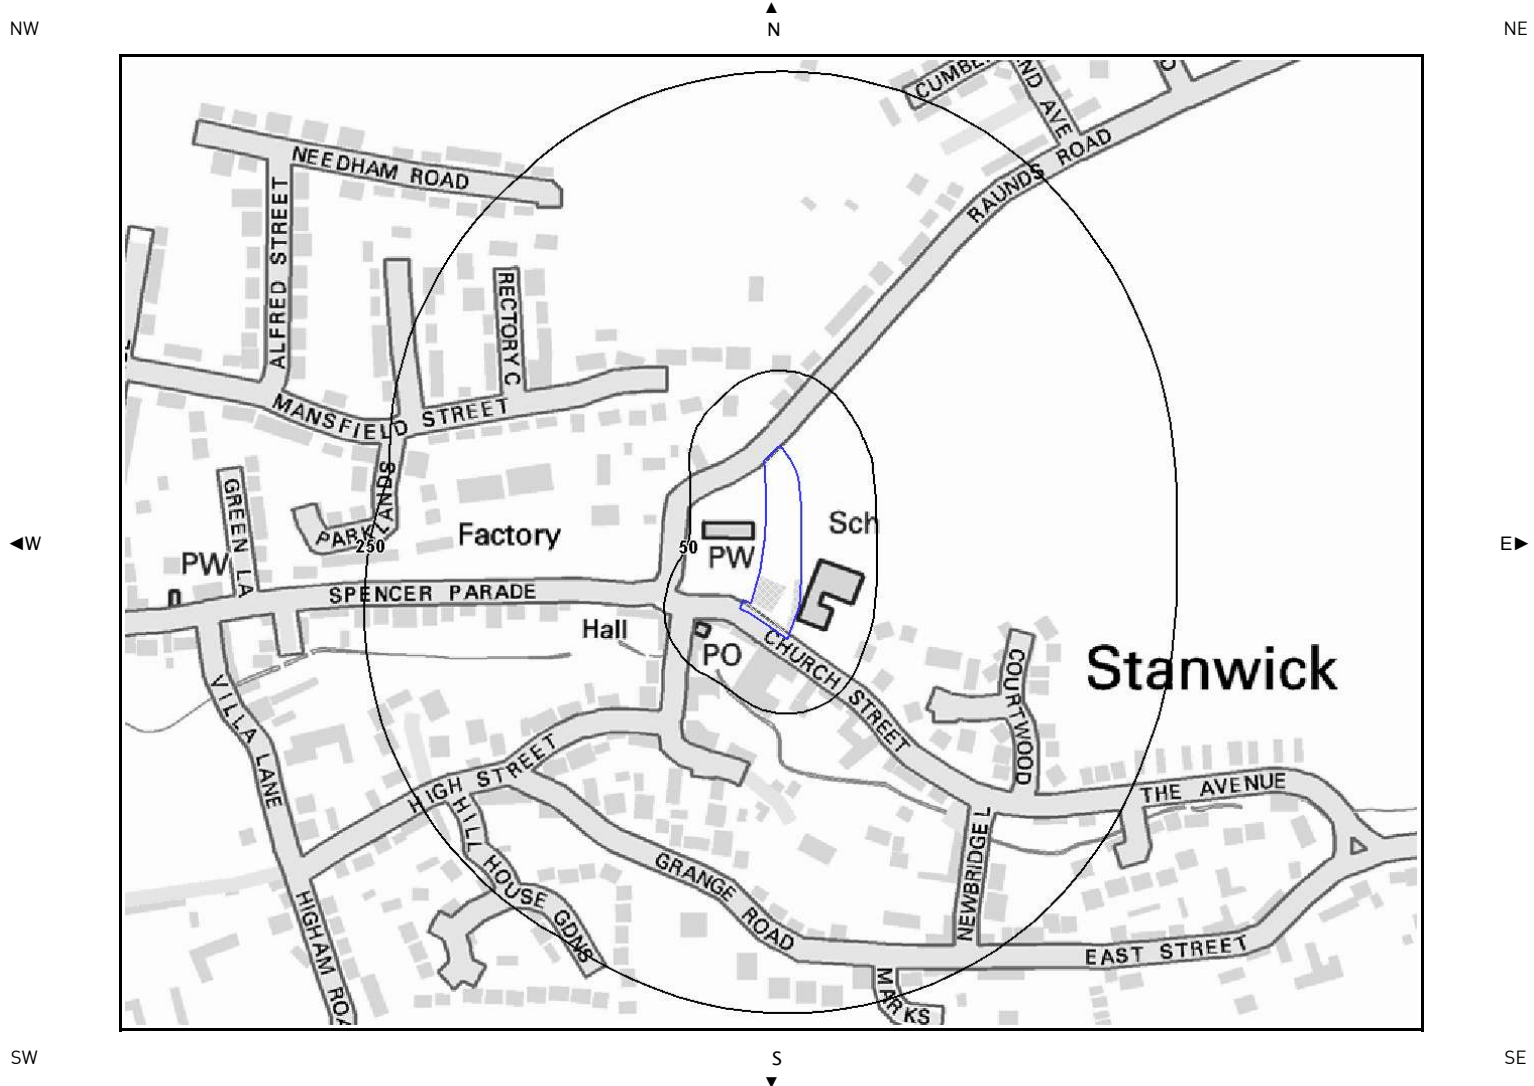 ▲
NW
N
NE
CUMBE
ND AVE
NEEDHAM ROAD
RAUNDS ROAD
ALFRED STREET
RECTORY C
MANSFIELD STREET
GREEN LA
PARKLANDS
Sch
Factory
◄W
250
50
PW
PW
E►
SPENCER PARADE
Hall
PO
CHURCH STREET
COURTWOOD
Stanwick
VILLA LANE
HIGH STREET
THE AVENUE
HILL HOUSE GDNS
NEWBRIDGE L
GRANGE ROAD
HIGHAM ROA
EAST STREET
MARKS
SW
S
SE
▼